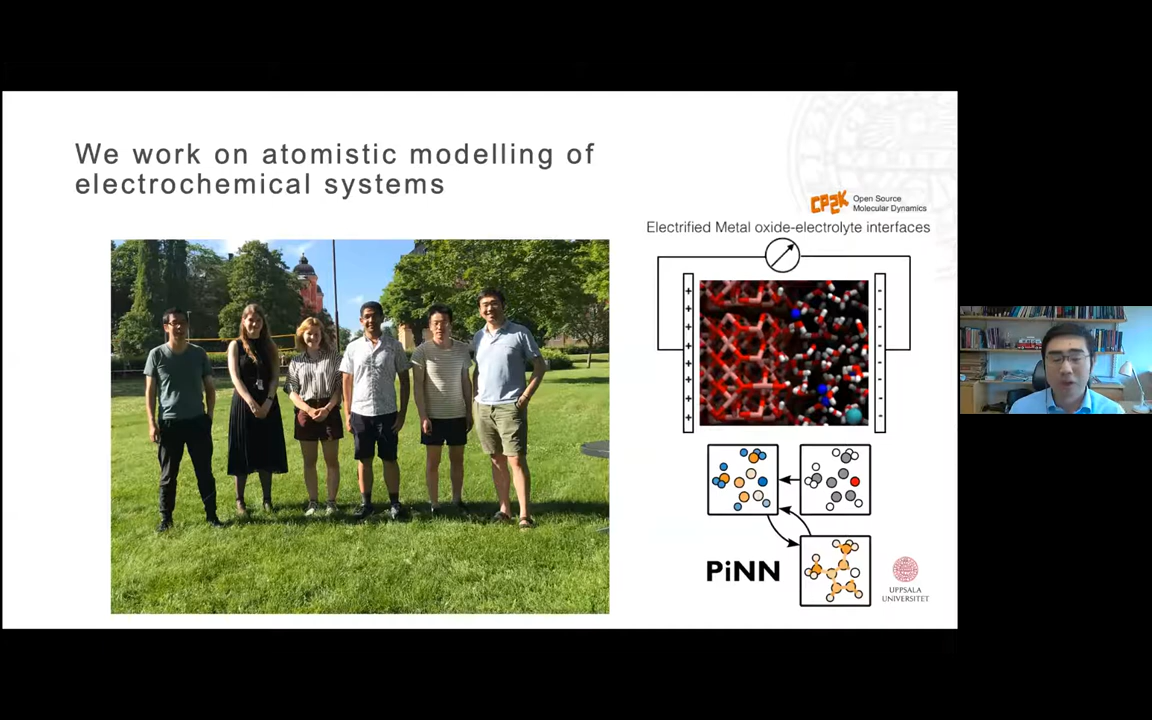 We work on atomistic modelling of
electrochemical systems
CP2K
Open Source
Molecular Dynamics
Electrified Metal oxide-electrolyte interfaces
+
+
+
+
+
+
+
+
-
-
-
-
-
-
-
-
PiNN
UPPSALA
UNIVERSITET